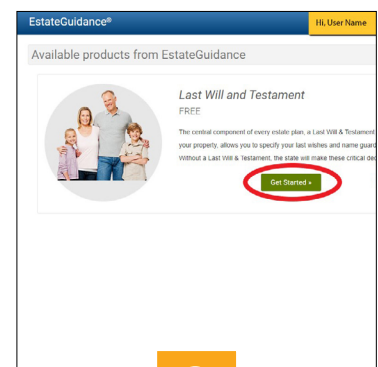 EstateGuidance®
Hi, User Name
Available products from EstateGuidance
Last Will and Testament
FREE
The central component of every estate plan, a Last Will & Testament
your property, allows you to specify your last wishes and name guard
Without a Last Will & Testament, the state will make these critical dec
Get Started »